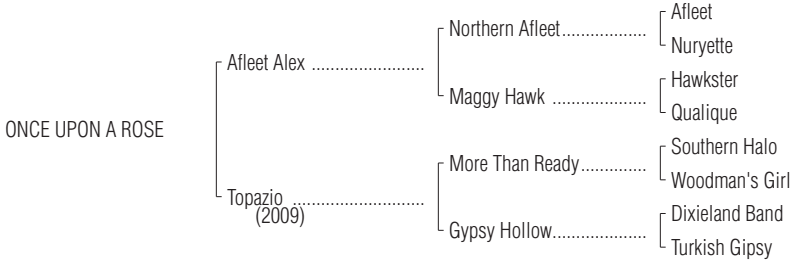 Afleet
Northern Afleet..................
Nuryette
Afleet Alex ........................
Hawkster
Maggy Hawk ....................
Qualique
ONCE UPON A ROSE
Southern Halo
More Than Ready..............
Woodman's Girl
Topazio ............................
(2009)
Dixieland Band
Gypsy Hollow....................
Turkish Gipsy